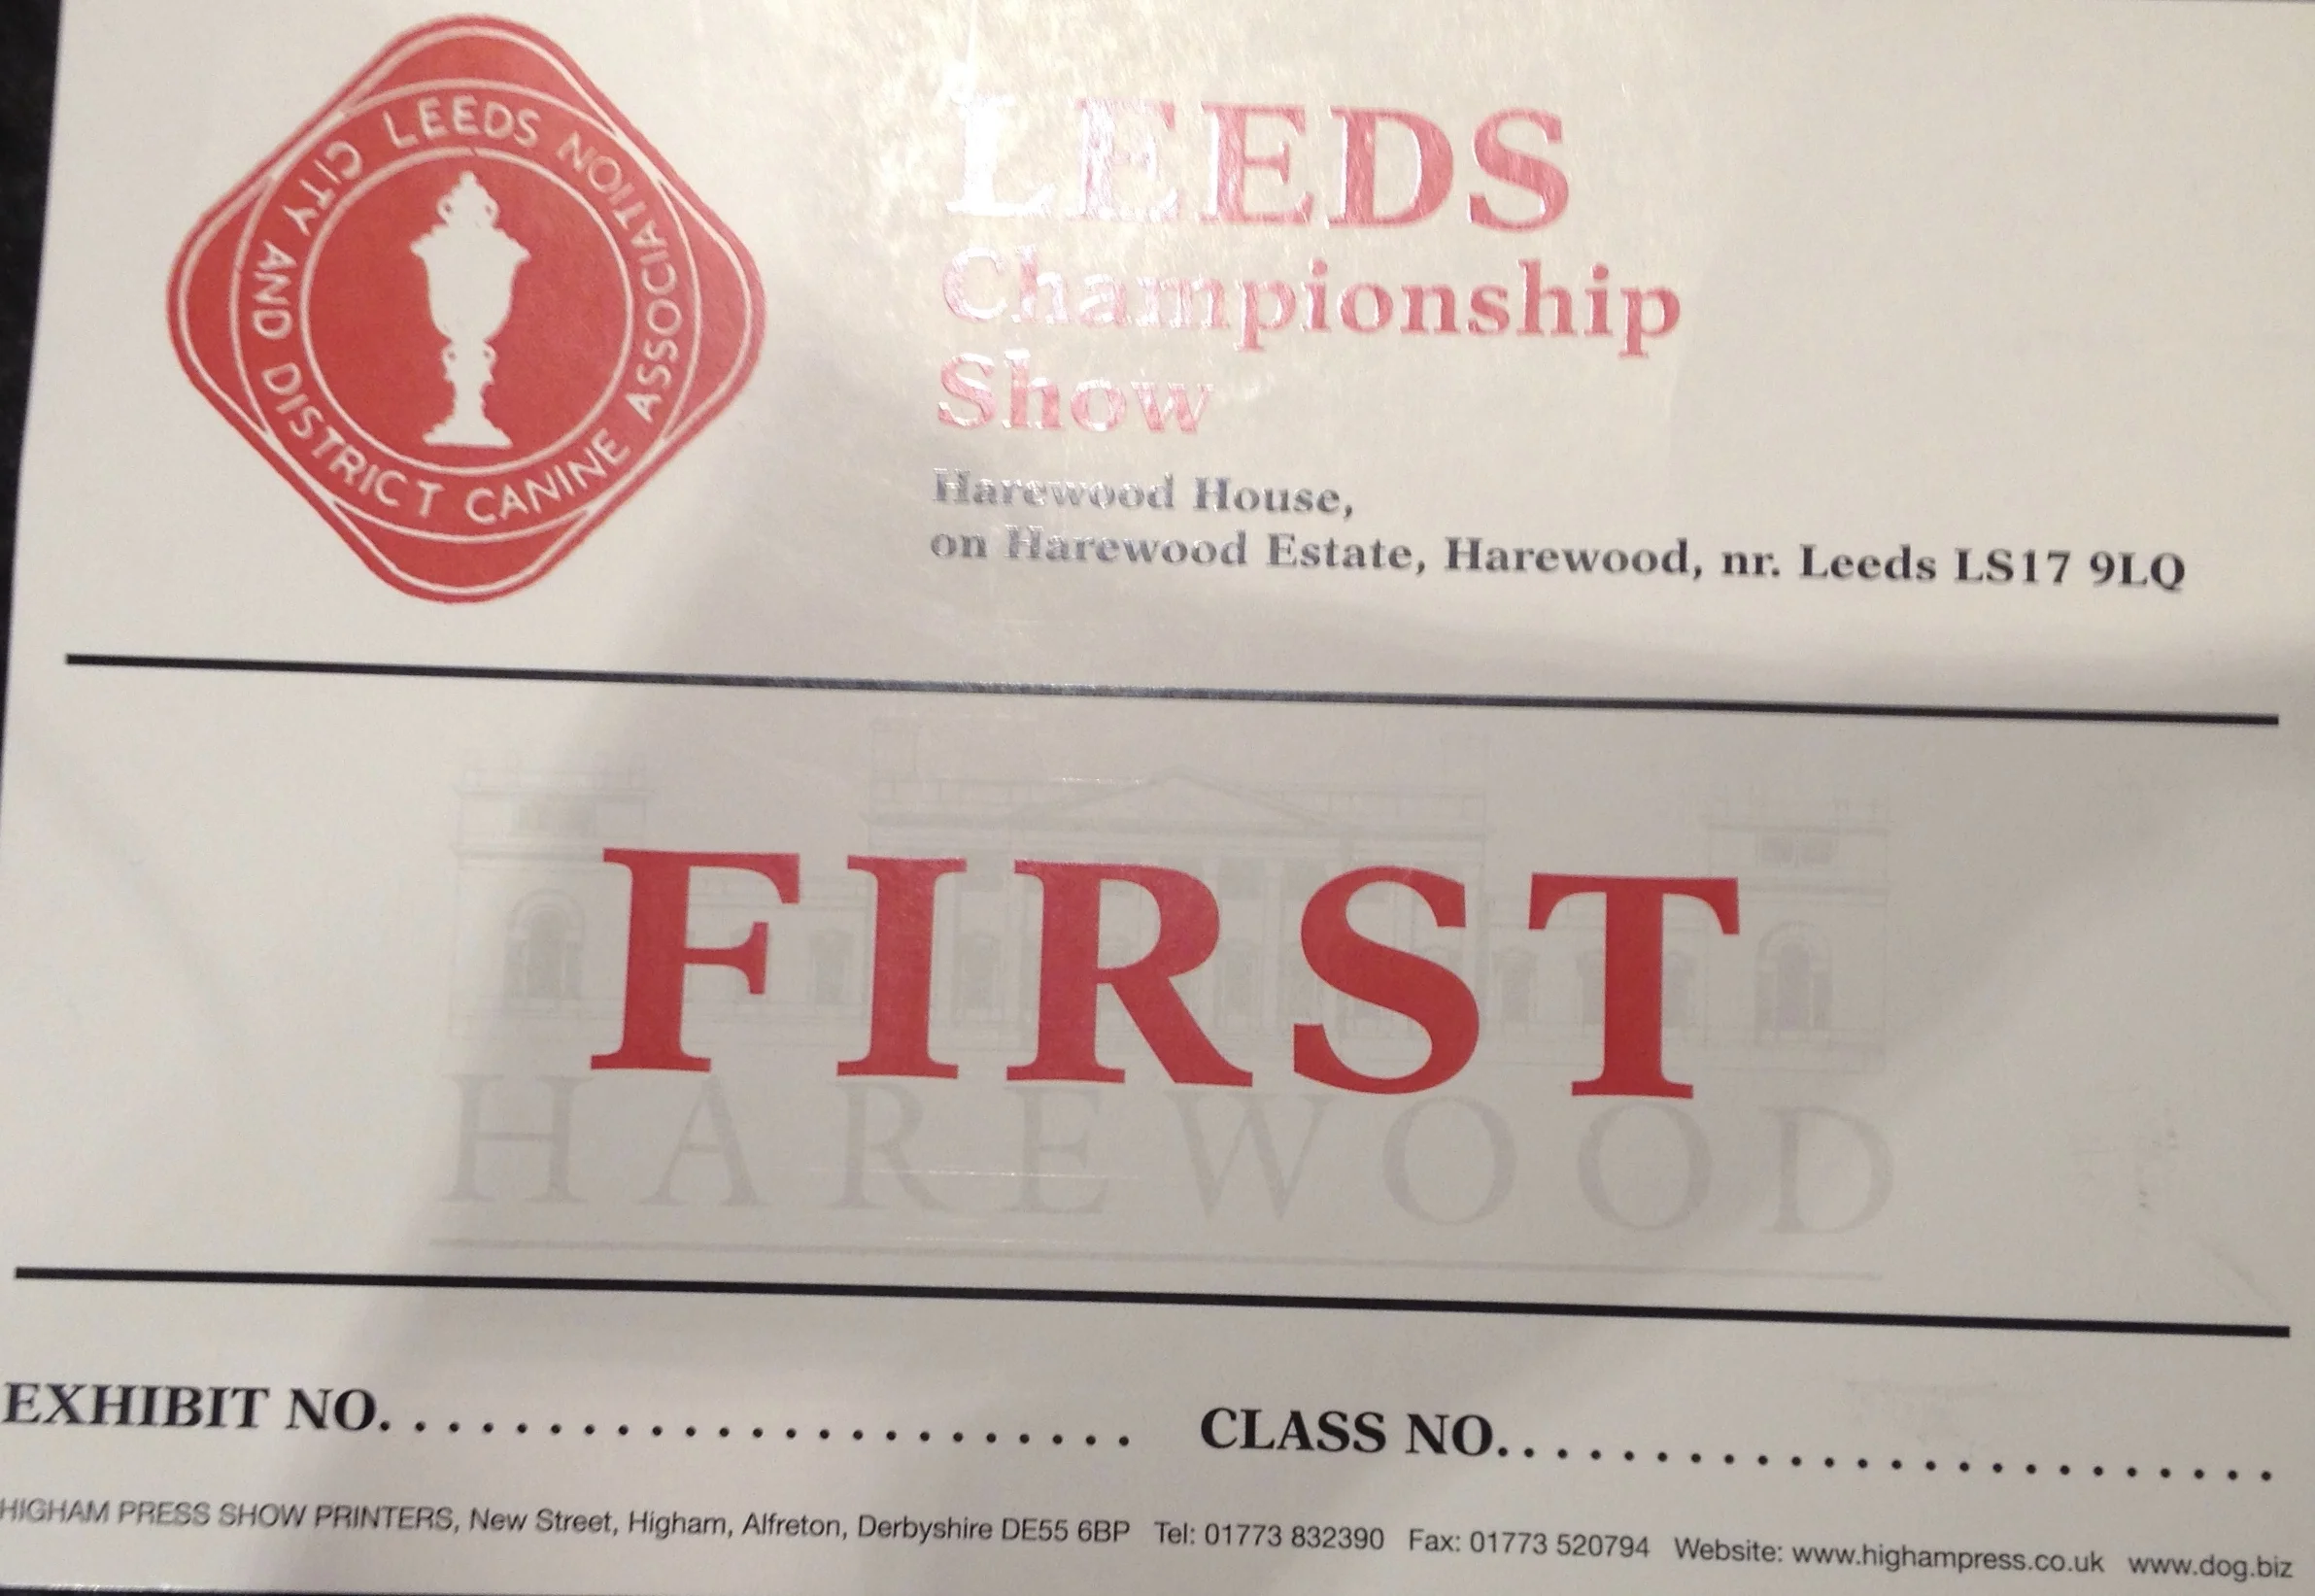 LEEDS CITY AND DISTRICT CANINE ASSOCIATION
LEEDS
Championship
Show
Harewood House,
on Harewood Estate, Harewood, nr. Leeds LS17 9LQ
FIRST
HAREWOOD
EXHIBIT NO. . . . . . . . . . . . . . . . . . . . . . . . CLASS NO. . . . . . . . . . . . . . . . . . . . . . . . .
HIGHAM PRESS SHOW PRINTERS, New Street, Higham, Alfreton, Derbyshire DE55 6BP Tel: 01773 832390 Fax: 01773 520794 Website: www.highampress.co.uk www.dog.biz